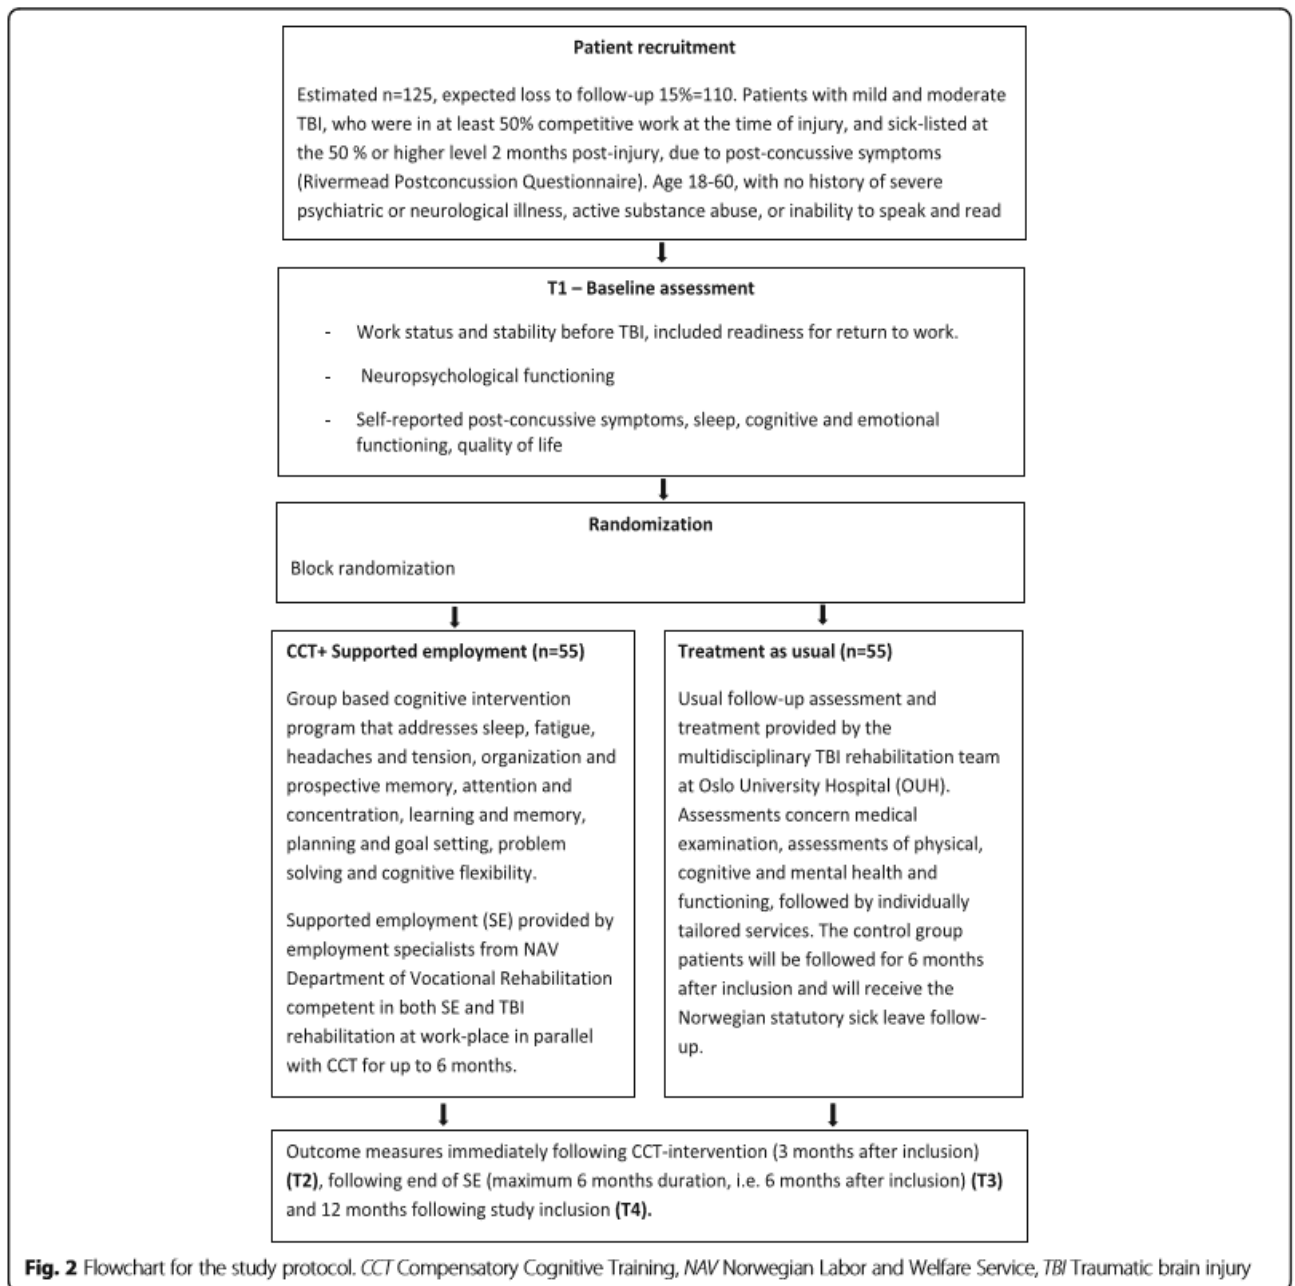 Patient recruitment
Estimated n=125, expected loss to follow-up 15%=110. Patients with mild and moderate
TBI, who were in at least 50% competitive work at the time of injury, and sick-listed at
the 50 % or higher level 2 months post-injury, due to post-concussive symptoms
(Rivermead Postconcussion Questionnaire). Age 18-60, with no history of severe
psychiatric or neurological illness, active substance abuse, or inability to speak and read
T1 – Baseline assessment
- Work status and stability before TBI, included readiness for return to work.
- Neuropsychological functioning
- Self-reported post-concussive symptoms, sleep, cognitive and emotional
functioning, quality of life
Randomization
Block randomization
CCT+ Supported employment (n=55)
Group based cognitive intervention
program that addresses sleep, fatigue,
headaches and tension, organization and
prospective memory, attention and
concentration, learning and memory,
planning and goal setting, problem
solving and cognitive flexibility.
Supported employment (SE) provided by
employment specialists from NAV
Department of Vocational Rehabilitation
competent in both SE and TBI
rehabilitation at work-place in parallel
with CCT for up to 6 months.
Treatment as usual (n=55)
Usual follow-up assessment and
treatment provided by the
multidisciplinary TBI rehabilitation team
at Oslo University Hospital (OUH).
Assessments concern medical
examination, assessments of physical,
cognitive and mental health and
functioning, followed by individually
tailored services. The control group
patients will be followed for 6 months
after inclusion and will receive the
Norwegian statutory sick leave follow-
up.
Outcome measures immediately following CCT-intervention (3 months after inclusion)
(T2), following end of SE (maximum 6 months duration, i.e. 6 months after inclusion) (T3)
and 12 months following study inclusion (T4).
Fig. 2 Flowchart for the study protocol. CCT Compensatory Cognitive Training, NAV Norwegian Labor and Welfare Service, TBI Traumatic brain injury